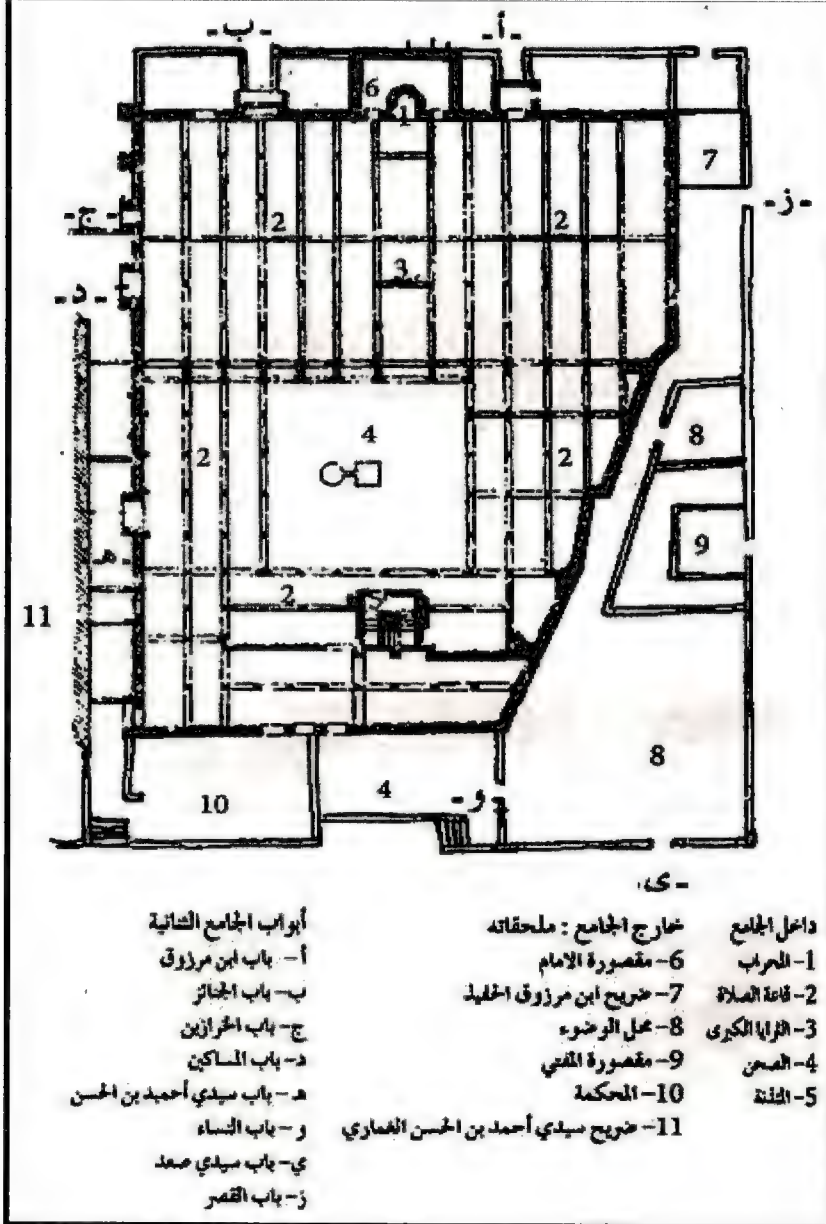 - ب -
- أ -
6
1
7
- ز -
2
2
- ج -
3
- د -
8
4
2
2
9
- ه -
11
2
5
8
4
- و -
10
- ي -
داخل الجامع
1- المحراب
2- قاعة الصلاة
3- الثرايا الكبرى
4- الصحن
5-
خارج الجامع : ملحقاته
6- مقصورة الامام
7- ضريح ابن مرزوق الحفيد
8- محل الوضوء
9- مقصورة المفتي
10- المحكمة
11- ضريح سيدي أحمد بن الحسن الغماري
أبواب الجامع الثمانية
أ - باب ابن مرزوق
ب- باب الجنائز
ج- باب الخرازين
د- باب المساكين
هـ - باب سيدي أحمد بن الحسن
و - باب النساء
ي- باب سيدي سعد
ز- باب القصر